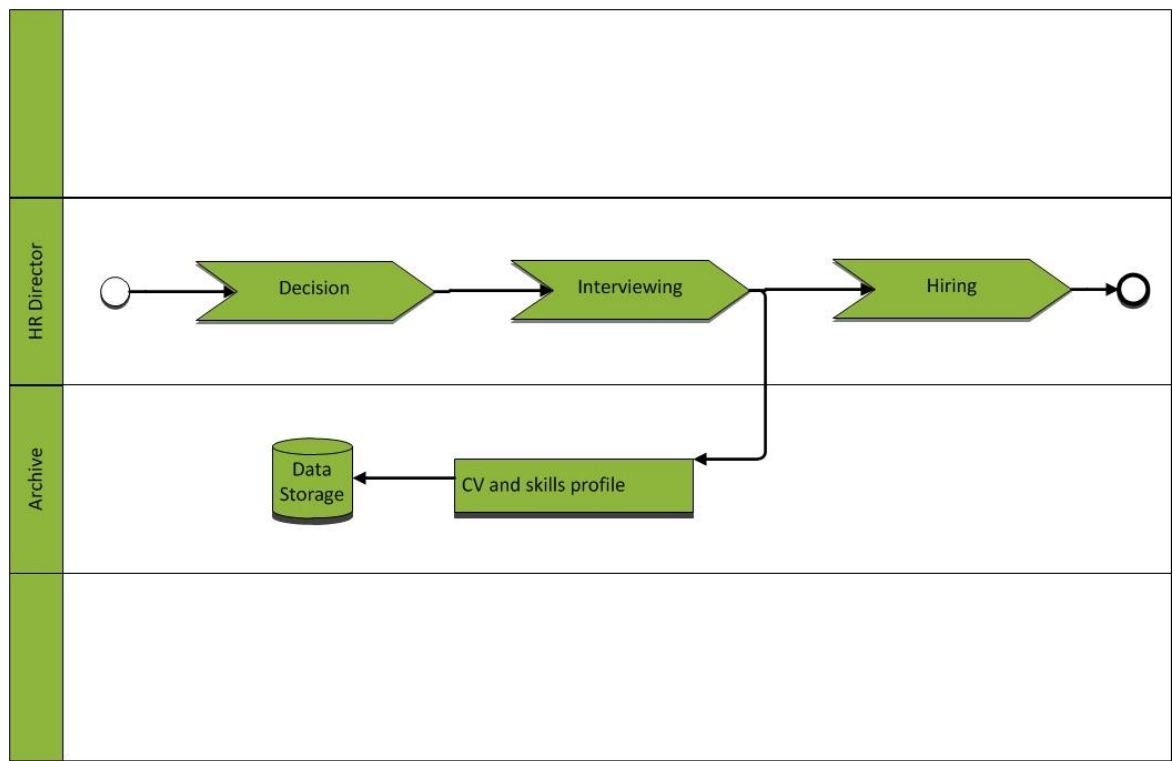 HR Director
Decision
Interviewing
Hiring
Archive
Data
Storage
CV and skills profile